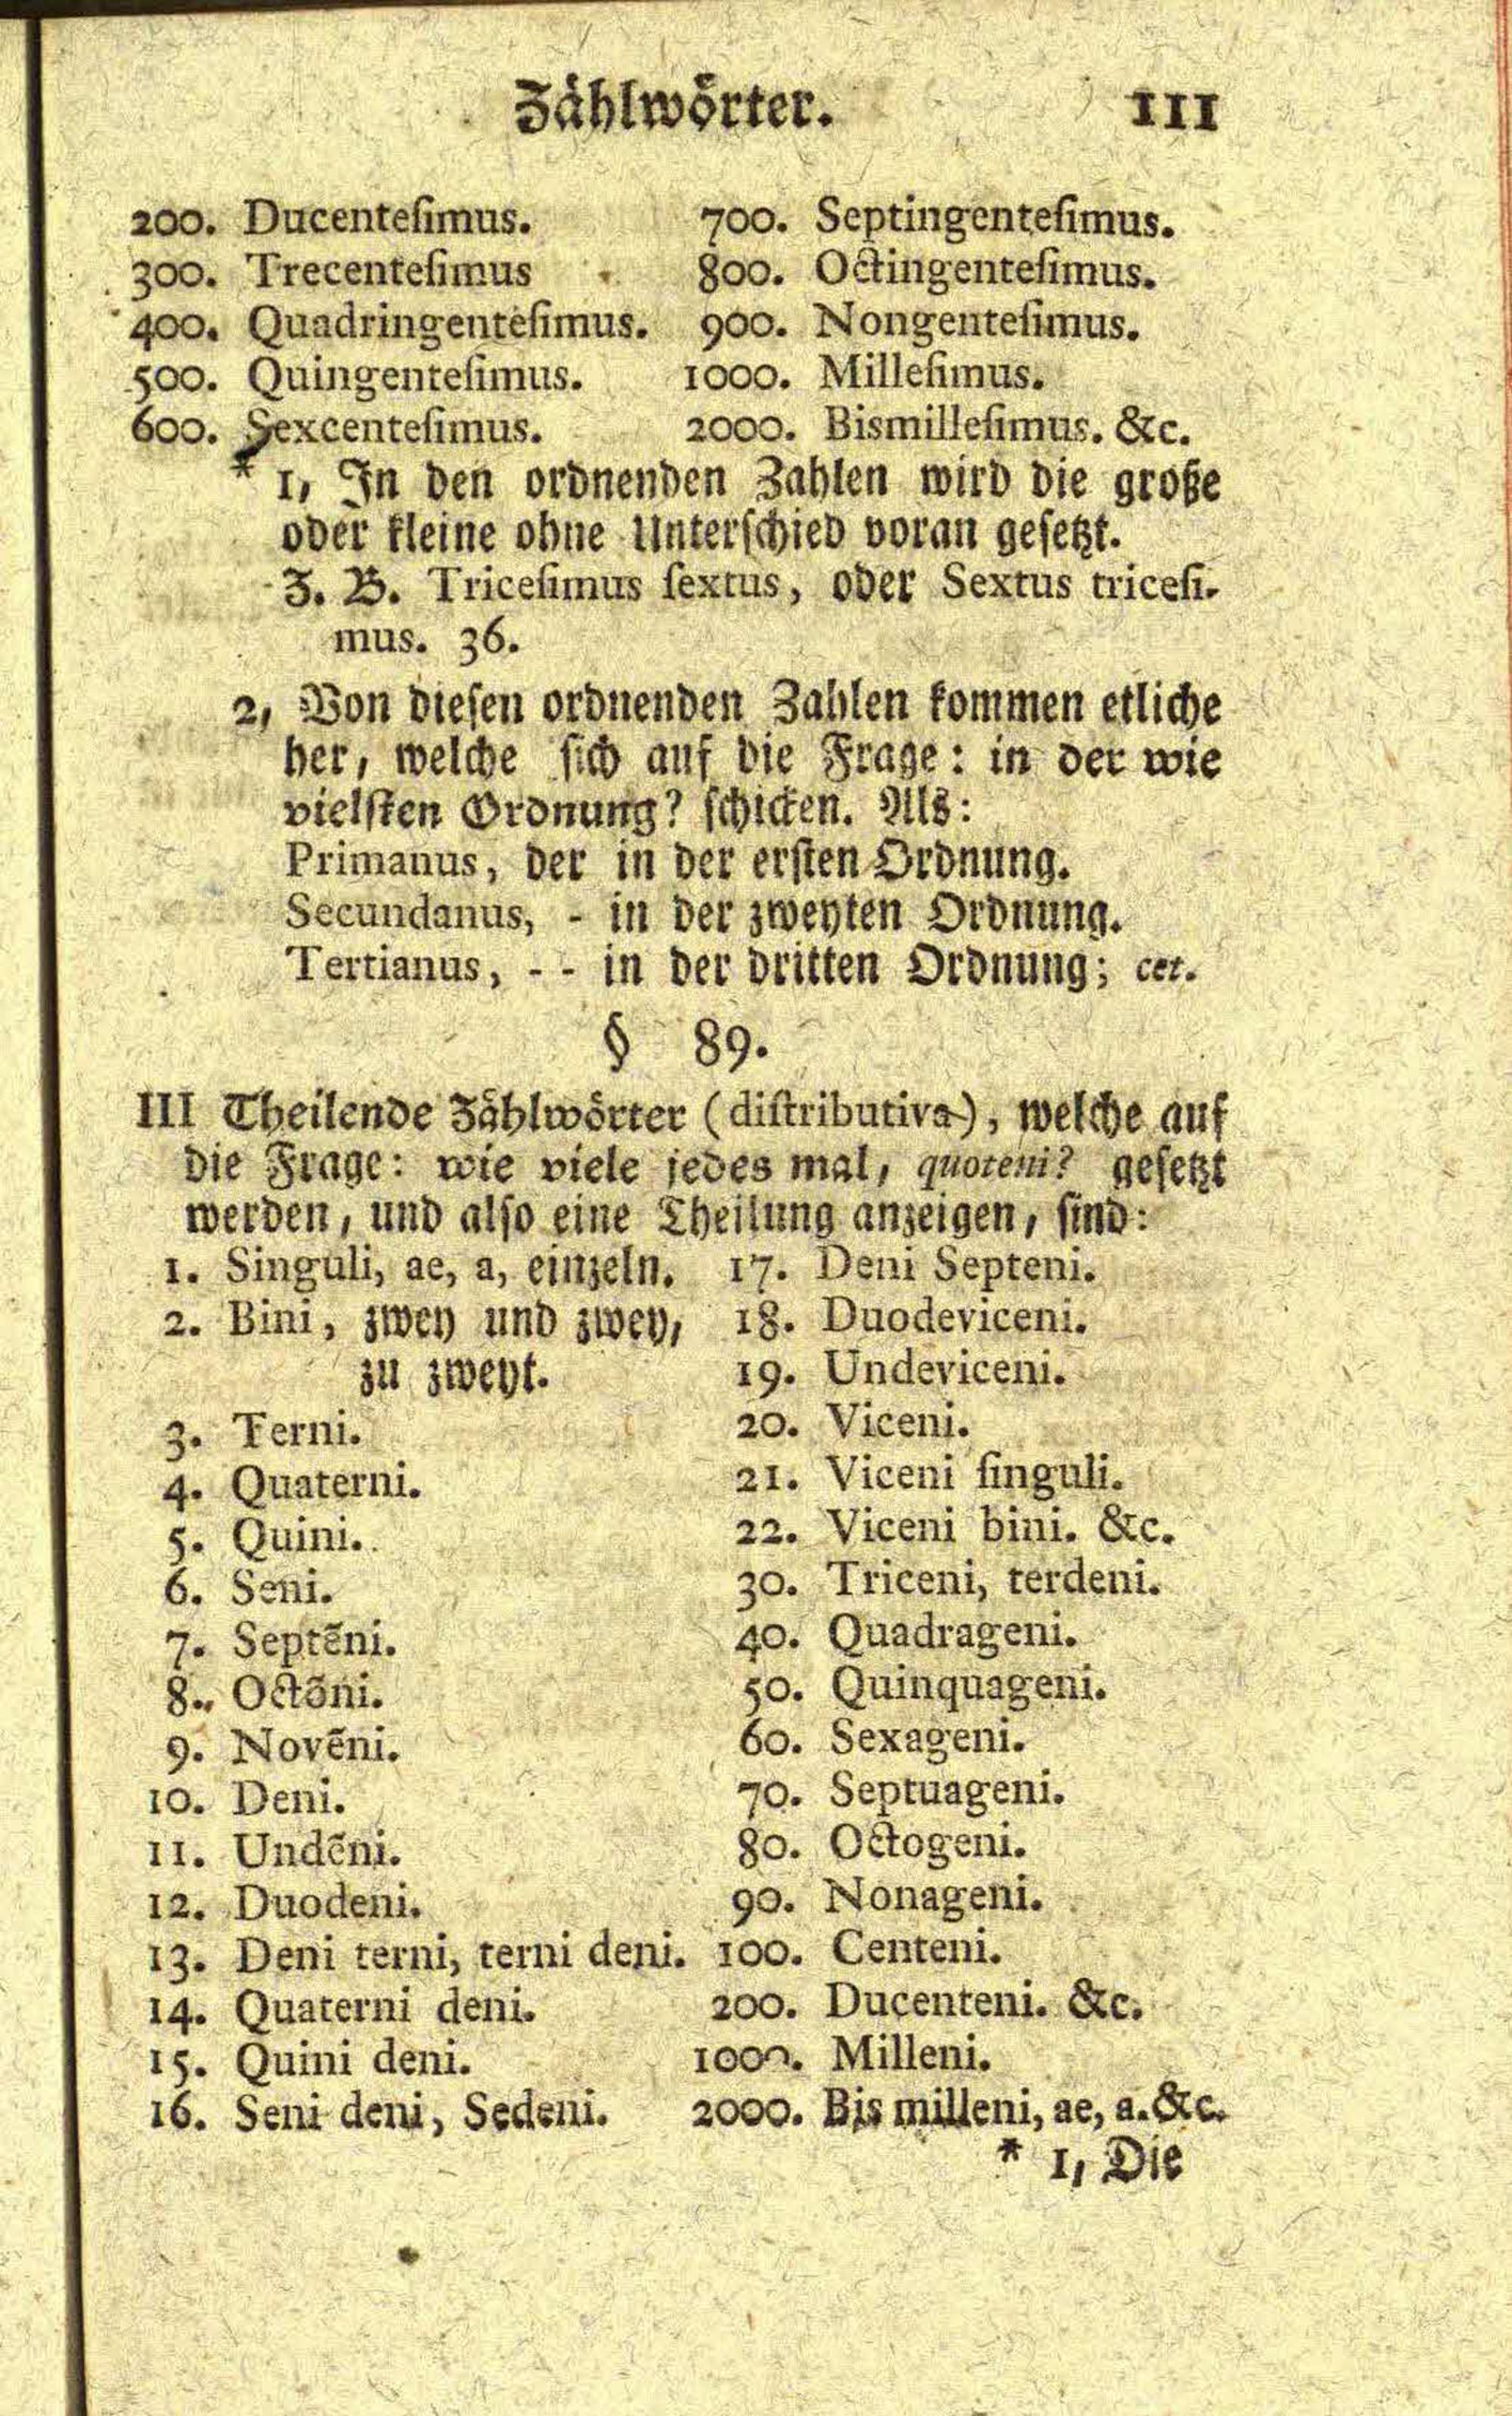 Zählwörter. 111
200. Ducenteſimus. 700. Septingenteſimus.
300. Trecenteſimus 800. Octingenteſimus.
400. Quadringenteſimus. 900. Nongenteſimus.
500. Quingenteſimus. 1000. Milleſimus.
600. Sexcenteſimus. 2000. Bismilleſimus. &c.
* 1, In den ordnenden Zahlen wird die große
oder kleine ohne Unterſchied voran geſetzt.
Z. B. Triceſimus ſextus, oder Sextus triceſi-
mus. 36.
2, Von dieſen ordnenden Zahlen kommen etliche
her, welche ſich auf die Frage: in der wie
vielſten Ordnung? ſchicken. Als:
Primanus, der in der erſten Ordnung.
Secundanus, - in der zweyten Ordnung.
Tertianus, - - in der dritten Ordnung; cet.
§ 89.
III Theilende Zählwörter (diſtributiva), welche auf
die Frage: wie viele jedes mal, quoteni? geſetzt
werden, und alſo eine Theilung anzeigen, ſind:
1. Singuli, ae, a, einzeln. 17. Deni Septeni.
2. Bini, zwey und zwey, 18. Duodeviceni.
zu zweyt. 19. Undeviceni.
3. Terni. 20. Viceni.
4. Quaterni. 21. Viceni ſinguli.
5. Quini. 22. Viceni bini. &c.
6. Seni. 30. Triceni, terdeni.
7. Septēni. 40. Quadrageni.
8. Octōni. 50. Quinquageni.
9. Novēni. 60. Sexageni.
10. Deni. 70. Septuageni.
11. Undēni. 80. Octogeni.
12. Duodeni. 90. Nonageni.
13. Deni terni, terni deni. 100. Centeni.
14. Quaterni deni. 200. Ducenteni. &c.
15. Quini deni. 1000. Milleni.
16. Seni deni, Sedeni. 2000. Bis milleni, ae, a. &c.
* 1, Die